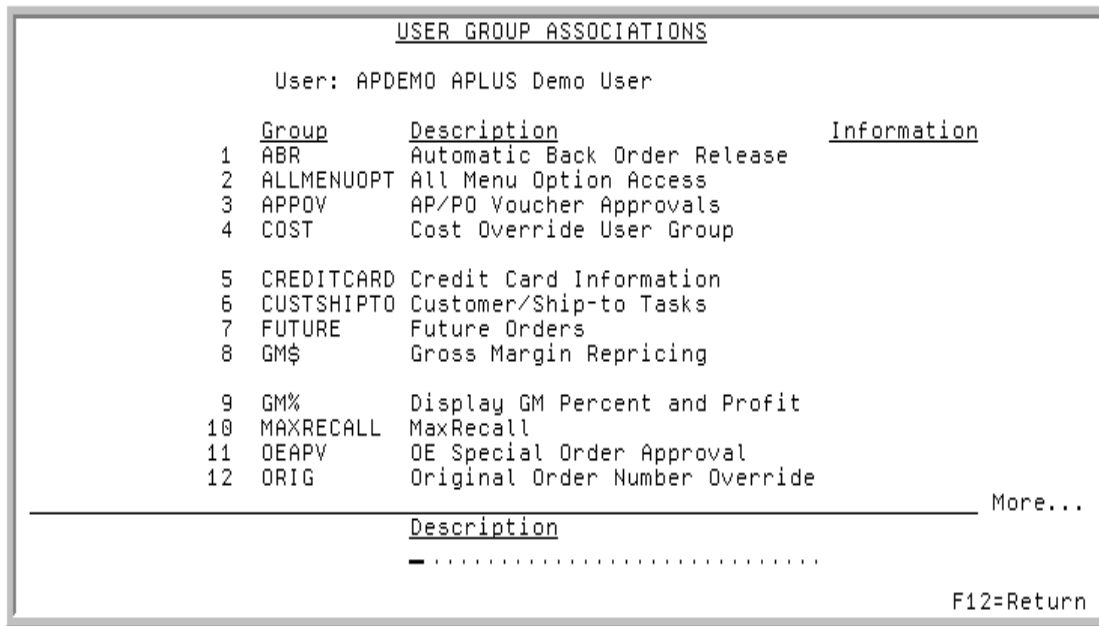 USER GROUP ASSOCIATIONS
User: APDEMO APLUS Demo User
Group Description Information
1 ABR Automatic Back Order Release
2 ALLMENUOPT All Menu Option Access
3 APPOV AP/PO Voucher Approvals
4 COST Cost Override User Group
5 CREDITCARD Credit Card Information
6 CUSTSHIPTO Customer/Ship-to Tasks
7 FUTURE Future Orders
8 GM$ Gross Margin Repricing
9 GM% Display GM Percent and Profit
10 MAXRECALL MaxRecall
11 OEAPV OE Special Order Approval
12 ORIG Original Order Number Override
More...
Description
F12=Return